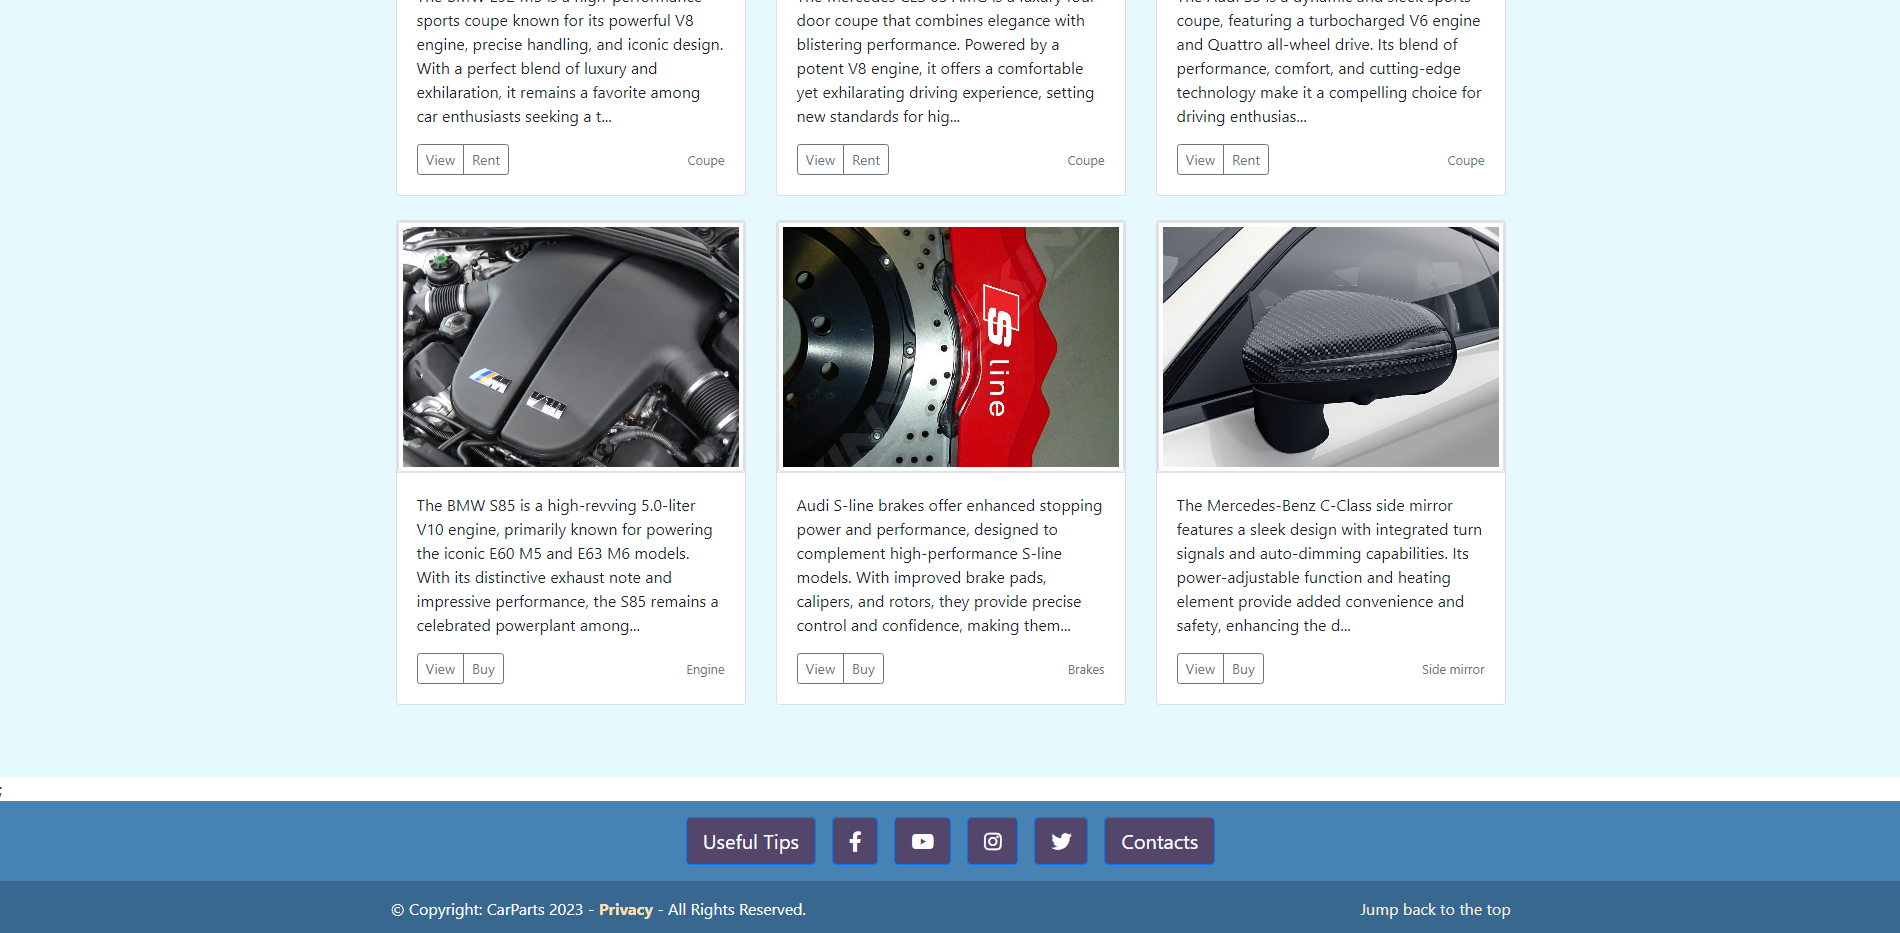 sports coupe known for its powerful V8
engine, precise handling, and iconic design.
With a perfect blend of luxury and
exhilaration, it remains a favorite among
car enthusiasts seeking a t...
View Rent Coupe
door coupe that combines elegance with
blistering performance. Powered by a
potent V8 engine, it offers a comfortable
yet exhilarating driving experience, setting
new standards for hig...
View Rent Coupe
coupe, featuring a turbocharged V6 engine
and Quattro all-wheel drive. Its blend of
performance, comfort, and cutting-edge
technology make it a compelling choice for
driving enthusias...
View Rent Coupe
S line
The BMW S85 is a high-revving 5.0-liter
V10 engine, primarily known for powering
the iconic E60 M5 and E63 M6 models.
With its distinctive exhaust note and
impressive performance, the S85 remains a
celebrated powerplant among...
View Buy Engine
Audi S-line brakes offer enhanced stopping
power and performance, designed to
complement high-performance S-line
models. With improved brake pads,
calipers, and rotors, they provide precise
control and confidence, making them...
View Buy Brakes
The Mercedes-Benz C-Class side mirror
features a sleek design with integrated turn
signals and auto-dimming capabilities. Its
power-adjustable function and heating
element provide added convenience and
safety, enhancing the d...
View Buy Side mirror
;
Useful Tips Contacts
© Copyright: CarParts 2023 - Privacy - All Rights Reserved.
Jump back to the top